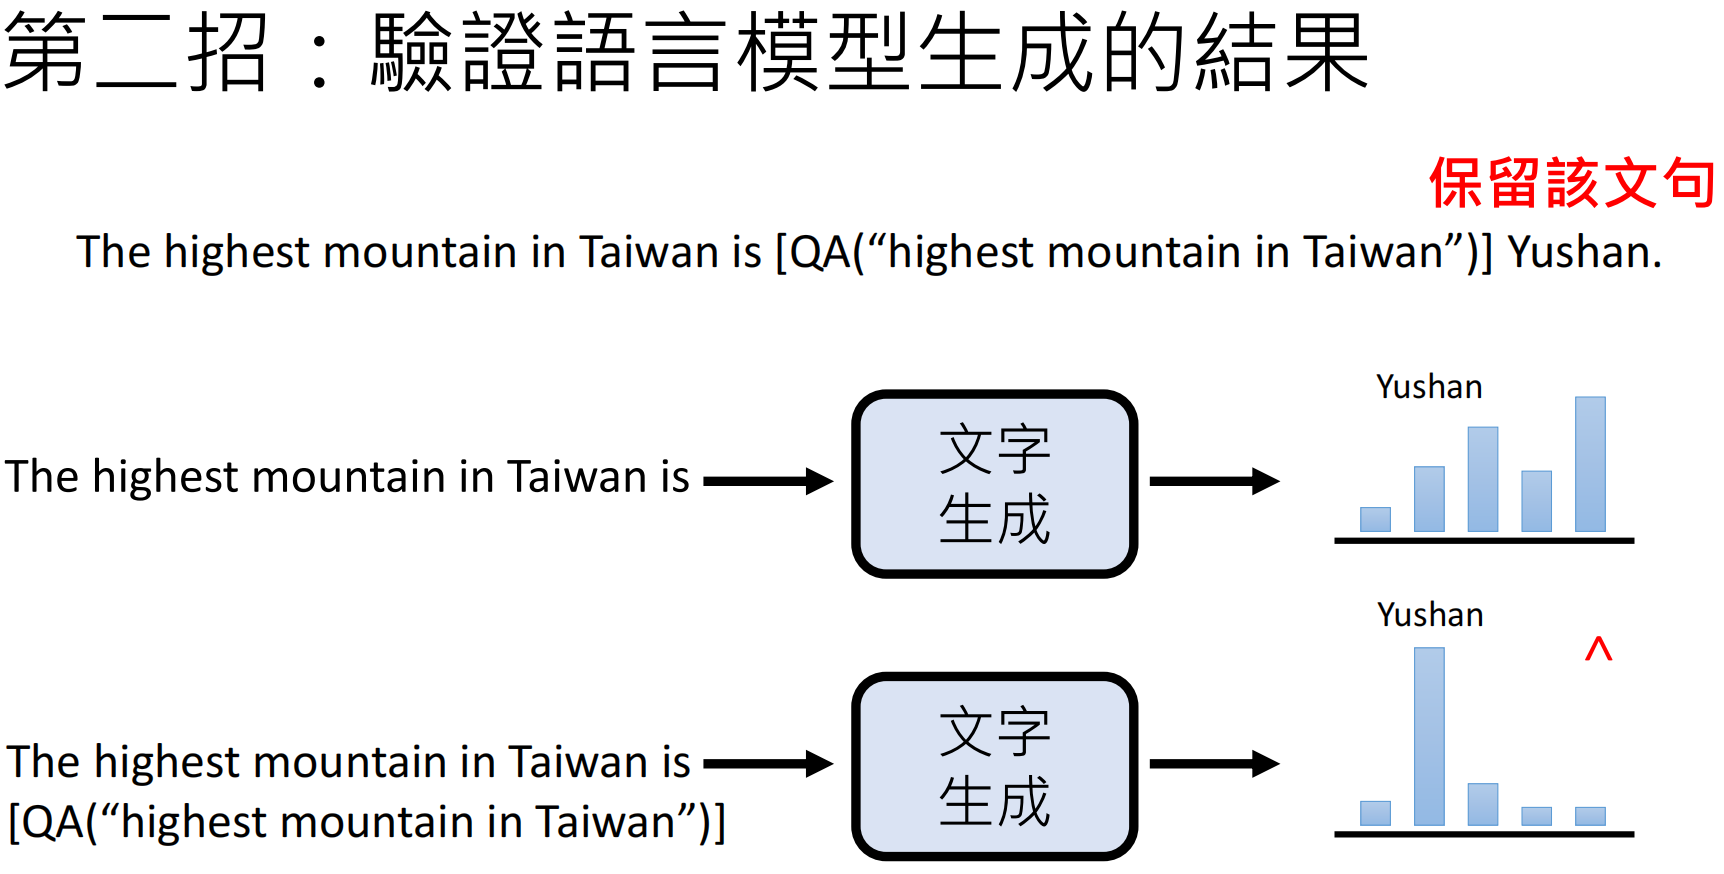 第二招：驗證語言模型生成的結果
保留該文句
The highest mountain in Taiwan is [QA(“highest mountain in Taiwan”)] Yushan.
The highest mountain in Taiwan is
文字
生成
Yushan
The highest mountain in Taiwan is
[QA(“highest mountain in Taiwan”)]
文字
生成
Yushan
^